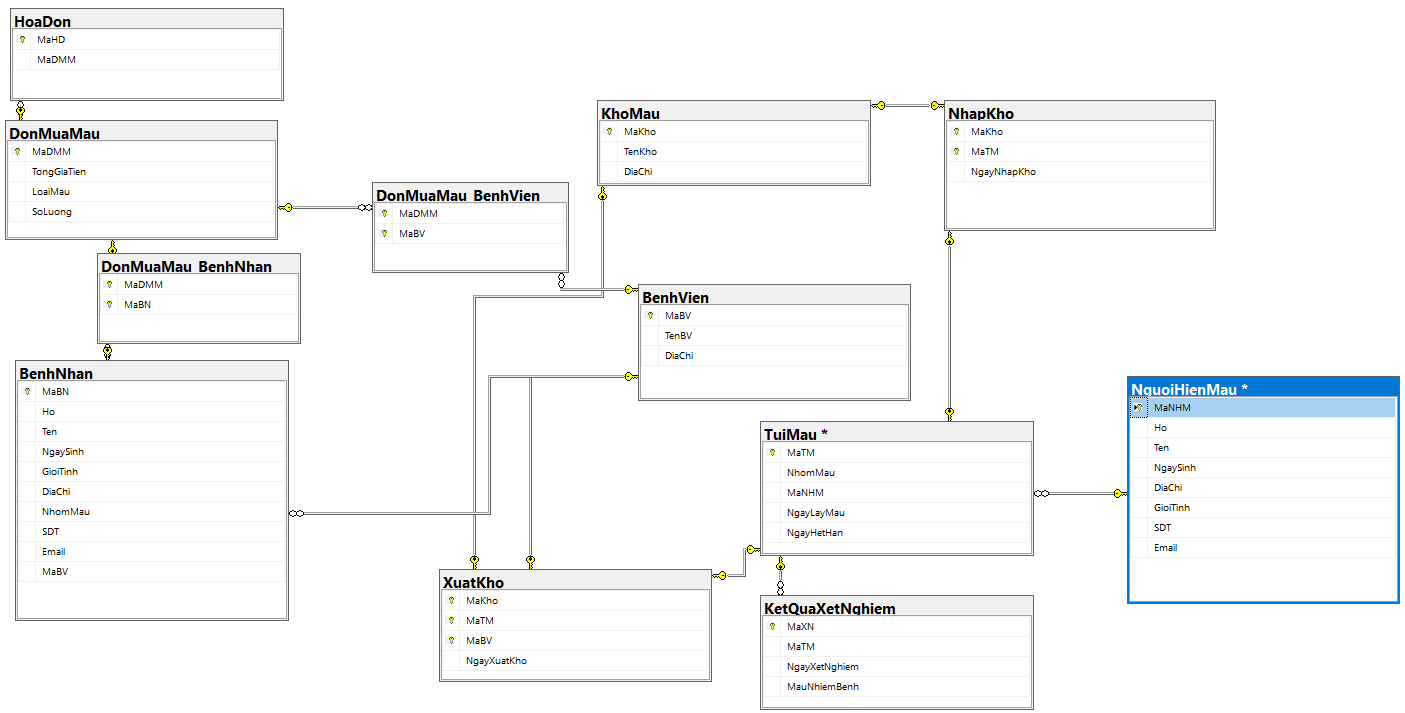 HoaDon
MaHD
MaDMM
DonMuaMau
MaDMM
TongGiaTien
LoaiMau
SoLuong
DonMuaMau_BenhVien
MaDMM
MaBV
DonMuaMau_BenhNhan
MaDMM
MaBN
BenhNhan
MaBN
Ho
Ten
NgaySinh
GioiTinh
DiaChi
NhomMau
SDT
Email
MaBV
KhoMau
MaKho
TenKho
DiaChi
NhapKho
MaKho
MaTM
NgayNhapKho
BenhVien
MaBV
TenBV
DiaChi
TuiMau *
MaTM
NhomMau
MaNHM
NgayLayMau
NgayHetHan
NguoiHienMau *
MaNHM
Ho
Ten
NgaySinh
DiaChi
GioiTinh
SDT
Email
XuatKho
MaKho
MaTM
MaBV
NgayXuatKho
KetQuaXetNghiem
MaXN
MaTM
NgayXetNghiem
MauNhiemBenh